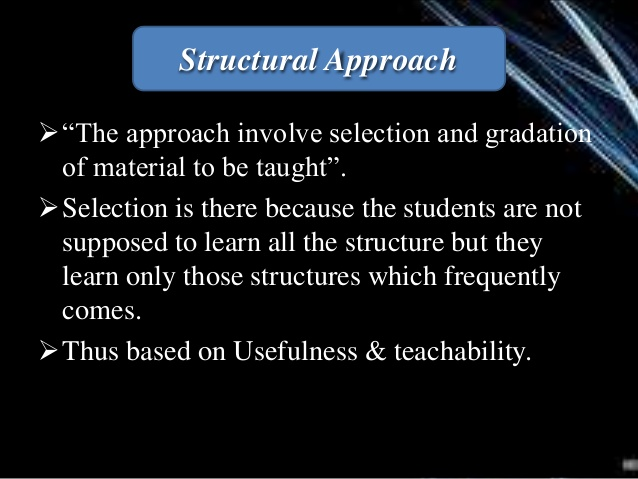 Structural Approach
➢“The approach involve selection and gradation
of material to be taught”.
➢Selection is there because the students are not
supposed to learn all the structure but they
learn only those structures which frequently
comes.
➢Thus based on Usefulness & teachability.